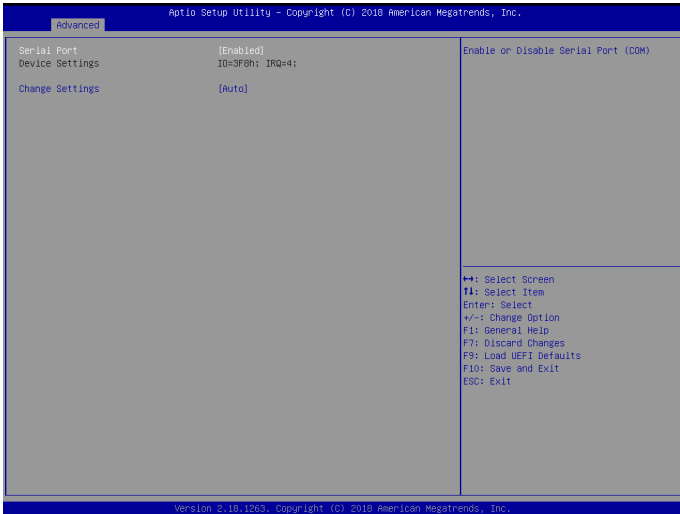 Aptio Setup Utility – Copyright (C) 2018 American Megatrends, Inc.
Advanced
Serial Port [Enabled]
Device Settings IO=3F8h; IRQ=4;
Change Settings [Auto]
Enable or Disable Serial Port (COM)
↔: Select Screen
↑↓: Select Item
Enter: Select
+/-: Change Option
F1: General Help
F7: Discard Changes
F9: Load UEFI Defaults
F10: Save and Exit
ESC: Exit
Version 2.18.1263. Copyright (C) 2018 American Megatrends, Inc.